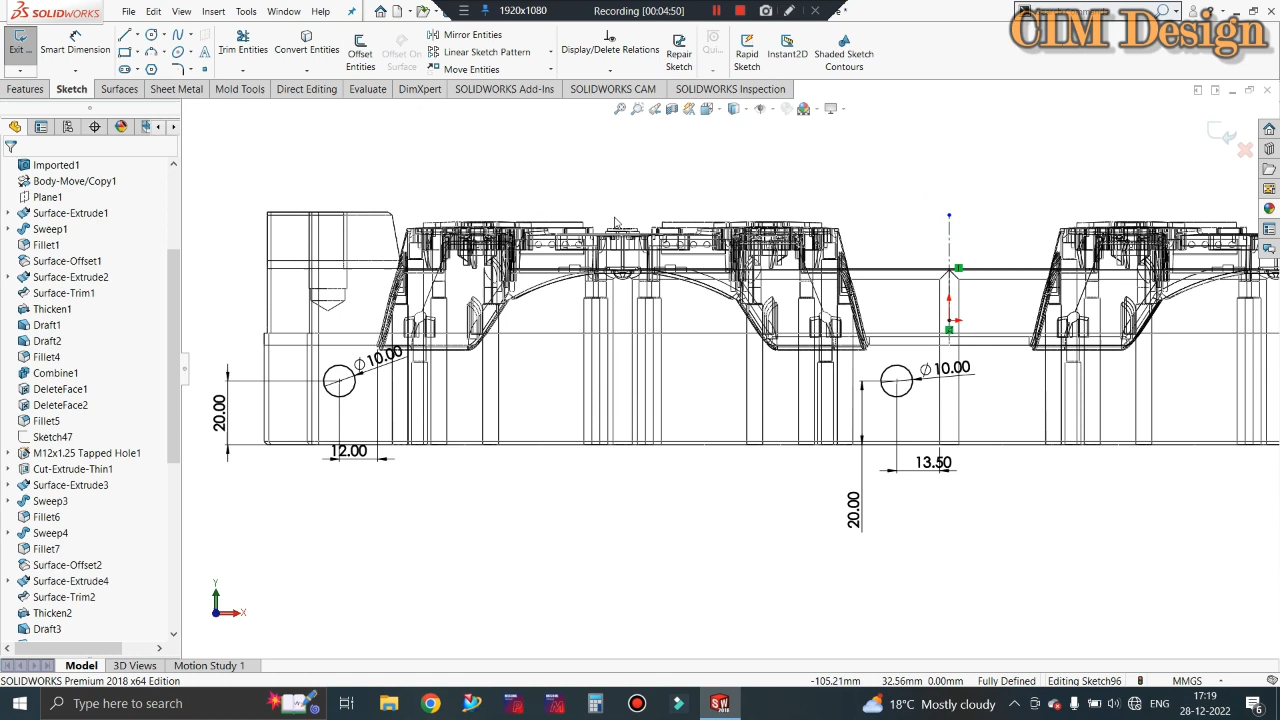 SOLIDWORKS
File
Edit
View
Insert
Tools
Window
1920x1080
Recording [00:04:50]
CIM Design
Smart Dimension
Trim Entities
Convert Entities
Offset Entities
Offset On Surface
Mirror Entities
Linear Sketch Pattern
Move Entities
Display/Delete Relations
Repair Sketch
Qui...
Rapid Sketch
Instant2D
Shaded Sketch Contours
Features
Sketch
Surfaces
Sheet Metal
Mold Tools
Direct Editing
Evaluate
DimXpert
SOLIDWORKS Add-Ins
SOLIDWORKS CAM
SOLIDWORKS Inspection
Imported1
Body-Move/Copy1
Plane1
Surface-Extrude1
Sweep1
Fillet1
Surface-Offset1
Surface-Extrude2
Surface-Trim1
Thicken1
Draft1
Draft2
Fillet4
Combine1
DeleteFace1
DeleteFace2
Fillet5
Sketch47
M12x1.25 Tapped Hole1
Cut-Extrude-Thin1
Surface-Extrude3
Sweep3
Fillet6
Sweep4
Fillet7
Surface-Offset2
Surface-Extrude4
Surface-Trim2
Thicken2
Draft3
20.00
Ø10.00
12.00
Ø10.00
13.50
20.00
Y
X
Model
3D Views
Motion Study 1
SOLIDWORKS Premium 2018 x64 Edition
-105.21mm
32.56mm 0.00mm
Fully Defined
Editing Sketch96
MMGS
Type here to search
18°C Mostly cloudy
ENG
17:19
28-12-2022
6